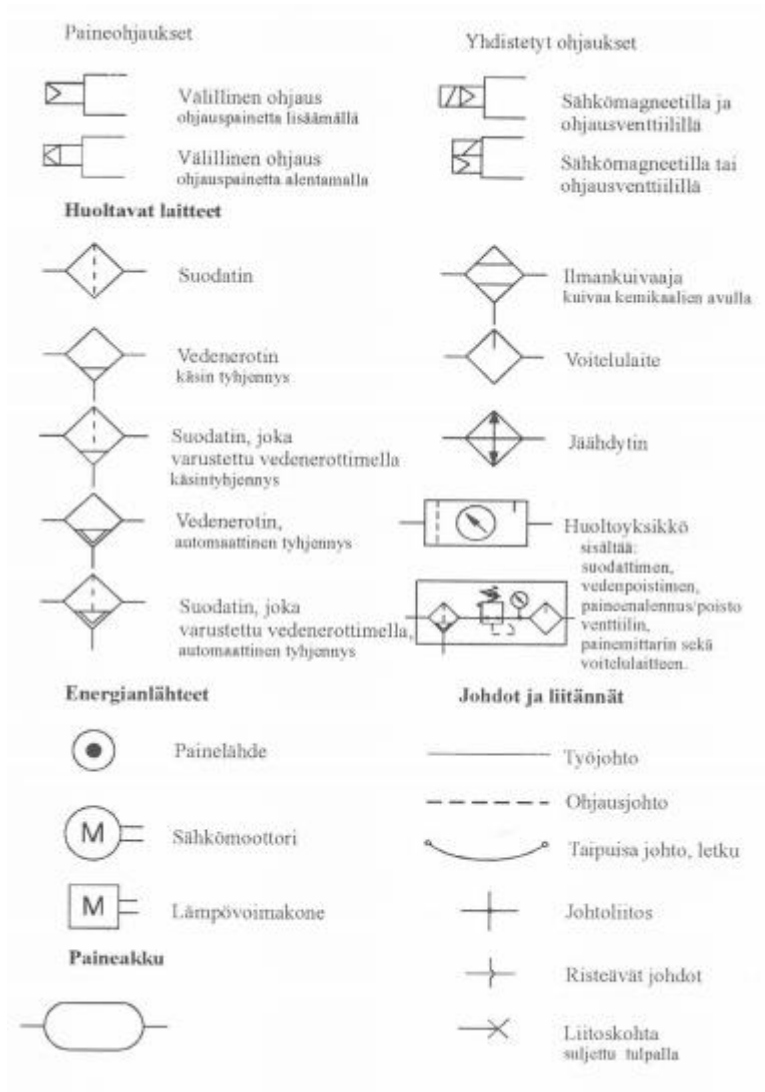 Paineohjaukset
Välillinen ohjaus
ohjauspainetta lisäämällä
Välillinen ohjaus
ohjauspainetta alentamalla
Yhdistetyt ohjaukset
Sähkömagneetilla ja
ohjausventtiilillä
Sähkömagneetilla tai
ohjausventtiilillä
Huoltavat laitteet
Suodatin
Vedenerotin
käsin tyhjennys
Suodatin, joka
varustettu vedenerottimella
käsintyhjennys
Vedenerotin,
automaattinen tyhjennys
Suodatin, joka
varustettu vedenerottimella,
automaattinen tyhjennys
Ilmankuivaaja
kuivaa kemikaalien avulla
Voitelulaite
Jäähdytin
Huoltoyksikkö
sisältää:
suodattimen,
vedenpoistimen,
paineenalennus/poisto
venttiilin,
painemittarin sekä
voitelulaitteen.
Energianlähteet
Painelähde
M
Sähkömoottori
M
Lämpövoimakone
Paineakku
Johdot ja liitännät
Työjohto
Ohjausjohto
Taipuisa johto, letku
Johtoliitos
Risteävät johdot
Liitoskohta
suljettu tulpalla